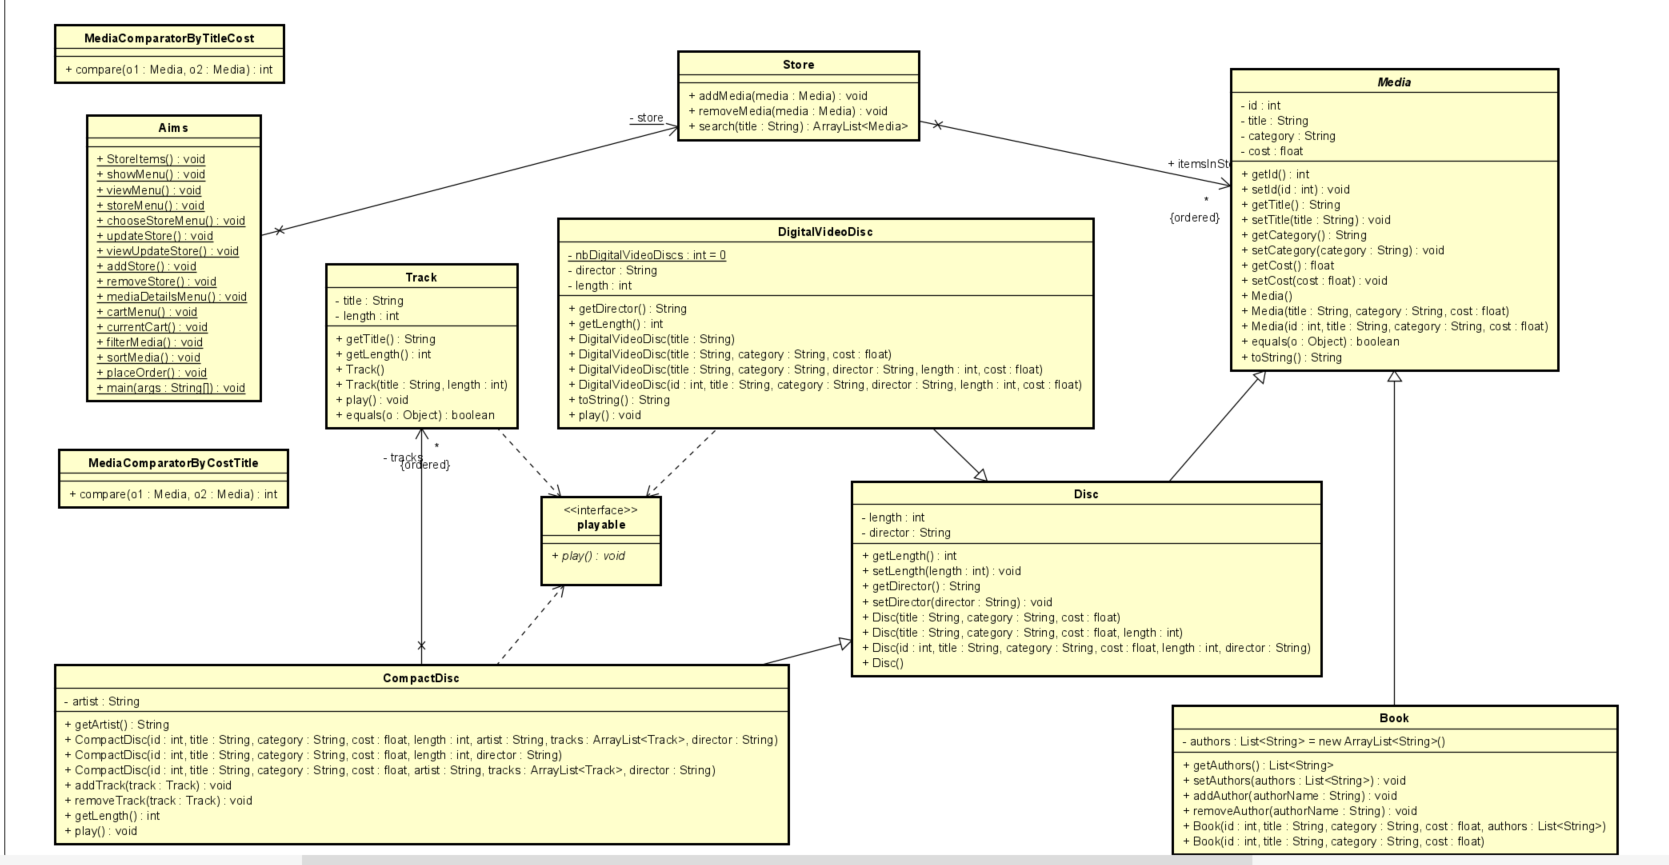 MediaComparatorByTitleCost
+ compare(o1 : Media, o2 : Media) : int
Aims
+ StoreItems() : void
+ showMenu() : void
+ viewMenu() : void
+ storeMenu() : void
+ chooseStoreMenu() : void
+ updateStore() : void
+ viewUpdateStore() : void
+ addStore() : void
+ removeStore() : void
+ mediaDetailsMenu() : void
+ cartMenu() : void
+ currentCart() : void
+ filterMedia() : void
+ sortMedia() : void
+ placeOrder() : void
+ main(args : String[]) : void
- store
Store
+ addMedia(media : Media) : void
+ removeMedia(media : Media) : void
+ search(title : String) : ArrayList<Media>
+ itemsInSto
*
{ordered}
Media
- id : int
- title : String
- category : String
- cost : float
+ getId() : int
+ setId(id : int) : void
+ getTitle() : String
+ setTitle(title : String) : void
+ getCategory() : String
+ setCategory(category : String) : void
+ getCost() : float
+ setCost(cost : float) : void
+ Media()
+ Media(title : String, category : String, cost : float)
+ Media(id : int, title : String, category : String, cost : float)
+ equals(o : Object) : boolean
+ toString() : String
Track
- title : String
- length : int
+ getTitle() : String
+ getLength() : int
+ Track()
+ Track(title : String, length : int)
+ play() : void
+ equals(o : Object) : boolean
*
- tracks
{ordered}
DigitalVideoDisc
- nbDigitalVideoDiscs : int = 0
- director : String
- length : int
+ getDirector() : String
+ getLength() : int
+ DigitalVideoDisc(title : String)
+ DigitalVideoDisc(title : String, category : String, cost : float)
+ DigitalVideoDisc(title : String, category : String, director : String, length : int, cost : float)
+ DigitalVideoDisc(id : int, title : String, category : String, director : String, length : int, cost : float)
+ toString() : String
+ play() : void
MediaComparatorByCostTitle
+ compare(o1 : Media, o2 : Media) : int
<<interface>>
playable
+ play() : void
Disc
- length : int
- director : String
+ getLength() : int
+ setLength(length : int) : void
+ getDirector() : String
+ setDirector(director : String) : void
+ Disc(title : String, category : String, cost : float)
+ Disc(title : String, category : String, cost : float, length : int)
+ Disc(id : int, title : String, category : String, cost : float, length : int, director : String)
+ Disc()
CompactDisc
- artist : String
+ getArtist() : String
+ CompactDisc(id : int, title : String, category : String, cost : float, length : int, artist : String, tracks : ArrayList<Track>, director : String)
+ CompactDisc(id : int, title : String, category : String, cost : float, length : int, director : String)
+ CompactDisc(id : int, title : String, category : String, cost : float, artist : String, tracks : ArrayList<Track>, director : String)
+ addTrack(track : Track) : void
+ removeTrack(track : Track) : void
+ getLength() : int
+ play() : void
Book
- authors : List<String> = new ArrayList<String>()
+ getAuthors() : List<String>
+ setAuthors(authors : List<String>) : void
+ addAuthor(authorName : String) : void
+ removeAuthor(authorName : String) : void
+ Book(id : int, title : String, category : String, cost : float, authors : List<String>)
+ Book(id : int, title : String, category : String, cost : float)